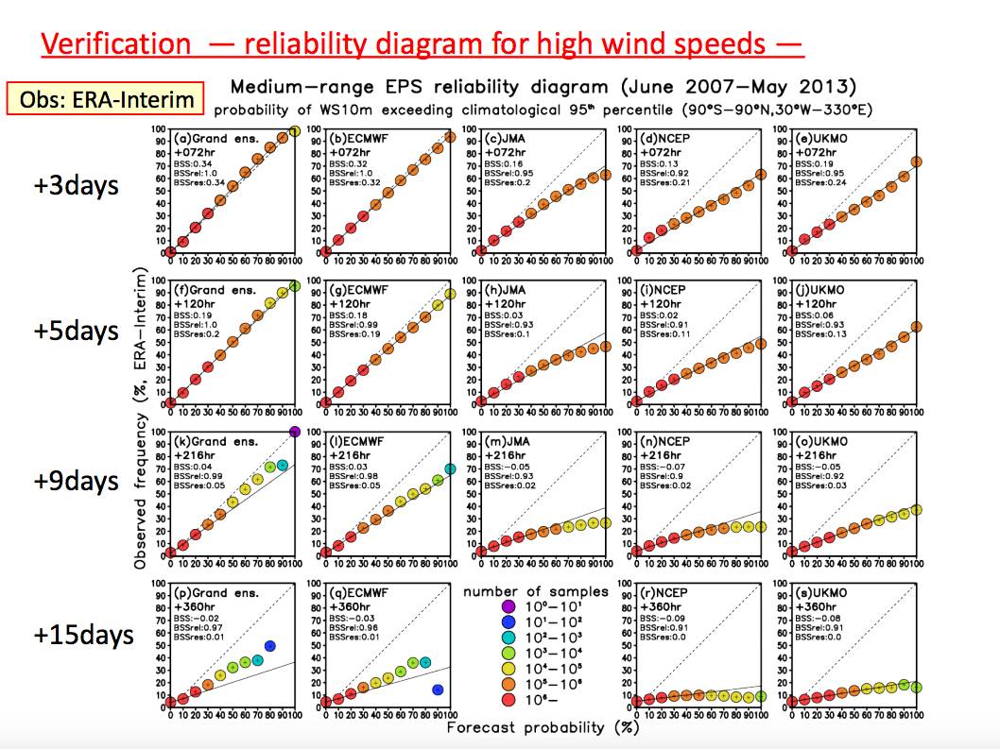 Verification — reliability diagram for high wind speeds —
Obs: ERA-Interim
Medium-range EPS reliability diagram (June 2007-May 2013)
probability of WS10m exceeding climatological 95th percentile (90°S-90°N,30°W-330°E)
+3days
(a)Grand ens.
+072hr
BSS:0.34
BSSrel:1.0
BSSres:0.34
(b)ECMWF
+072hr
BSS:0.32
BSSrel:1.0
BSSres:0.32
(c)JMA
+072hr
BSS:0.16
BSSrel:0.95
BSSres:0.2
(d)NCEP
+072hr
BSS:0.13
BSSrel:0.92
BSSres:0.21
(e)UKMO
+072hr
BSS:0.19
BSSrel:0.95
BSSres:0.24
100
90
80
70
60
50
40
30
20
10
0
0 10 20 30 40 50 60 70 80 90 100
+5days
(f)Grand ens.
+120hr
BSS:0.19
BSSrel:1.0
BSSres:0.2
(g)ECMWF
+120hr
BSS:0.18
BSSrel:0.99
BSSres:0.19
(h)JMA
+120hr
BSS:0.03
BSSrel:0.93
BSSres:0.1
(i)NCEP
+120hr
BSS:0.02
BSSrel:0.91
BSSres:0.11
(j)UKMO
+120hr
BSS:0.06
BSSrel:0.93
BSSres:0.13
Observed frequency (%, ERA-Interim)
+9days
(k)Grand ens.
+216hr
BSS:0.04
BSSrel:0.99
BSSres:0.05
(l)ECMWF
+216hr
BSS:0.03
BSSrel:0.98
BSSres:0.05
(m)JMA
+216hr
BSS:-0.05
BSSrel:0.93
BSSres:0.02
(n)NCEP
+216hr
BSS:-0.07
BSSrel:0.9
BSSres:0.02
(o)UKMO
+216hr
BSS:-0.05
BSSrel:0.92
BSSres:0.03
+15days
(p)Grand ens.
+360hr
BSS:-0.02
BSSrel:0.97
BSSres:0.01
(q)ECMWF
+360hr
BSS:-0.03
BSSrel:0.96
BSSres:0.01
number of samples
10⁰-10¹
10¹-10²
10²-10³
10³-10⁴
10⁴-10⁵
10⁵-10⁶
10⁶-
(r)NCEP
+360hr
BSS:-0.09
BSSrel:0.91
BSSres:0.0
(s)UKMO
+360hr
BSS:-0.08
BSSrel:0.91
BSSres:0.0
Forecast probability (%)